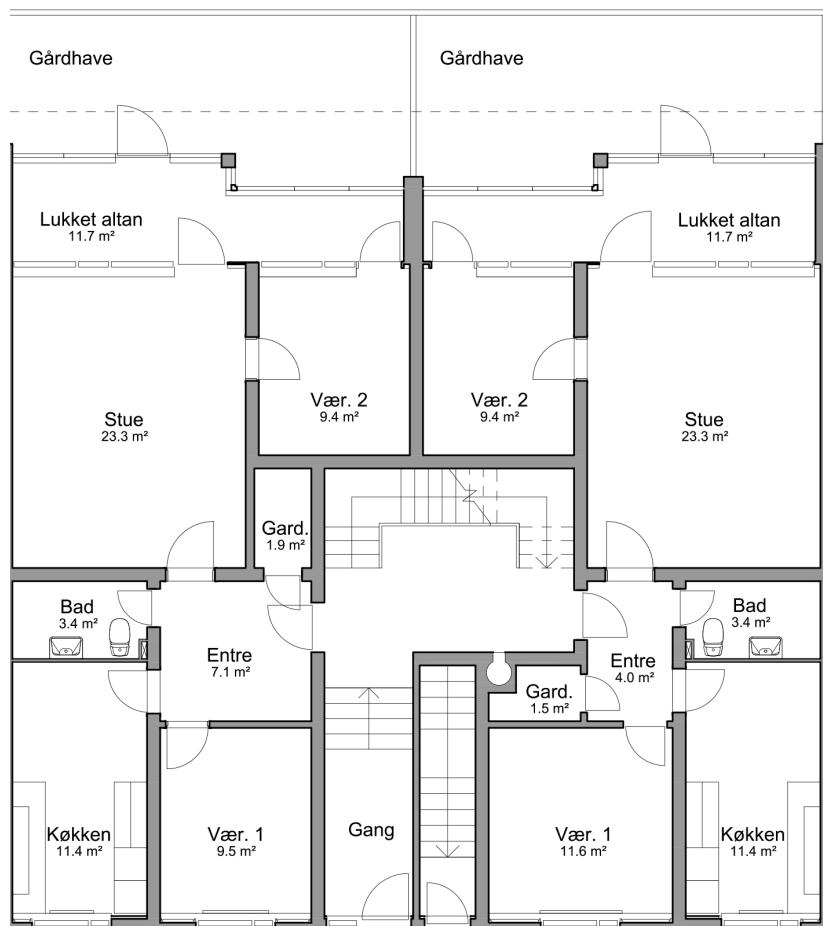 Gårdhave
Gårdhave
Lukket altan
11.7 m²
Lukket altan
11.7 m²
Vær. 2
9.4 m²
Vær. 2
9.4 m²
Stue
23.3 m²
Stue
23.3 m²
Gard.
1.9 m²
Bad
3.4 m²
Bad
3.4 m²
Entre
7.1 m²
Entre
4.0 m²
Gard.
1.5 m²
Køkken
11.4 m²
Vær. 1
9.5 m²
Gang
Vær. 1
11.6 m²
Køkken
11.4 m²